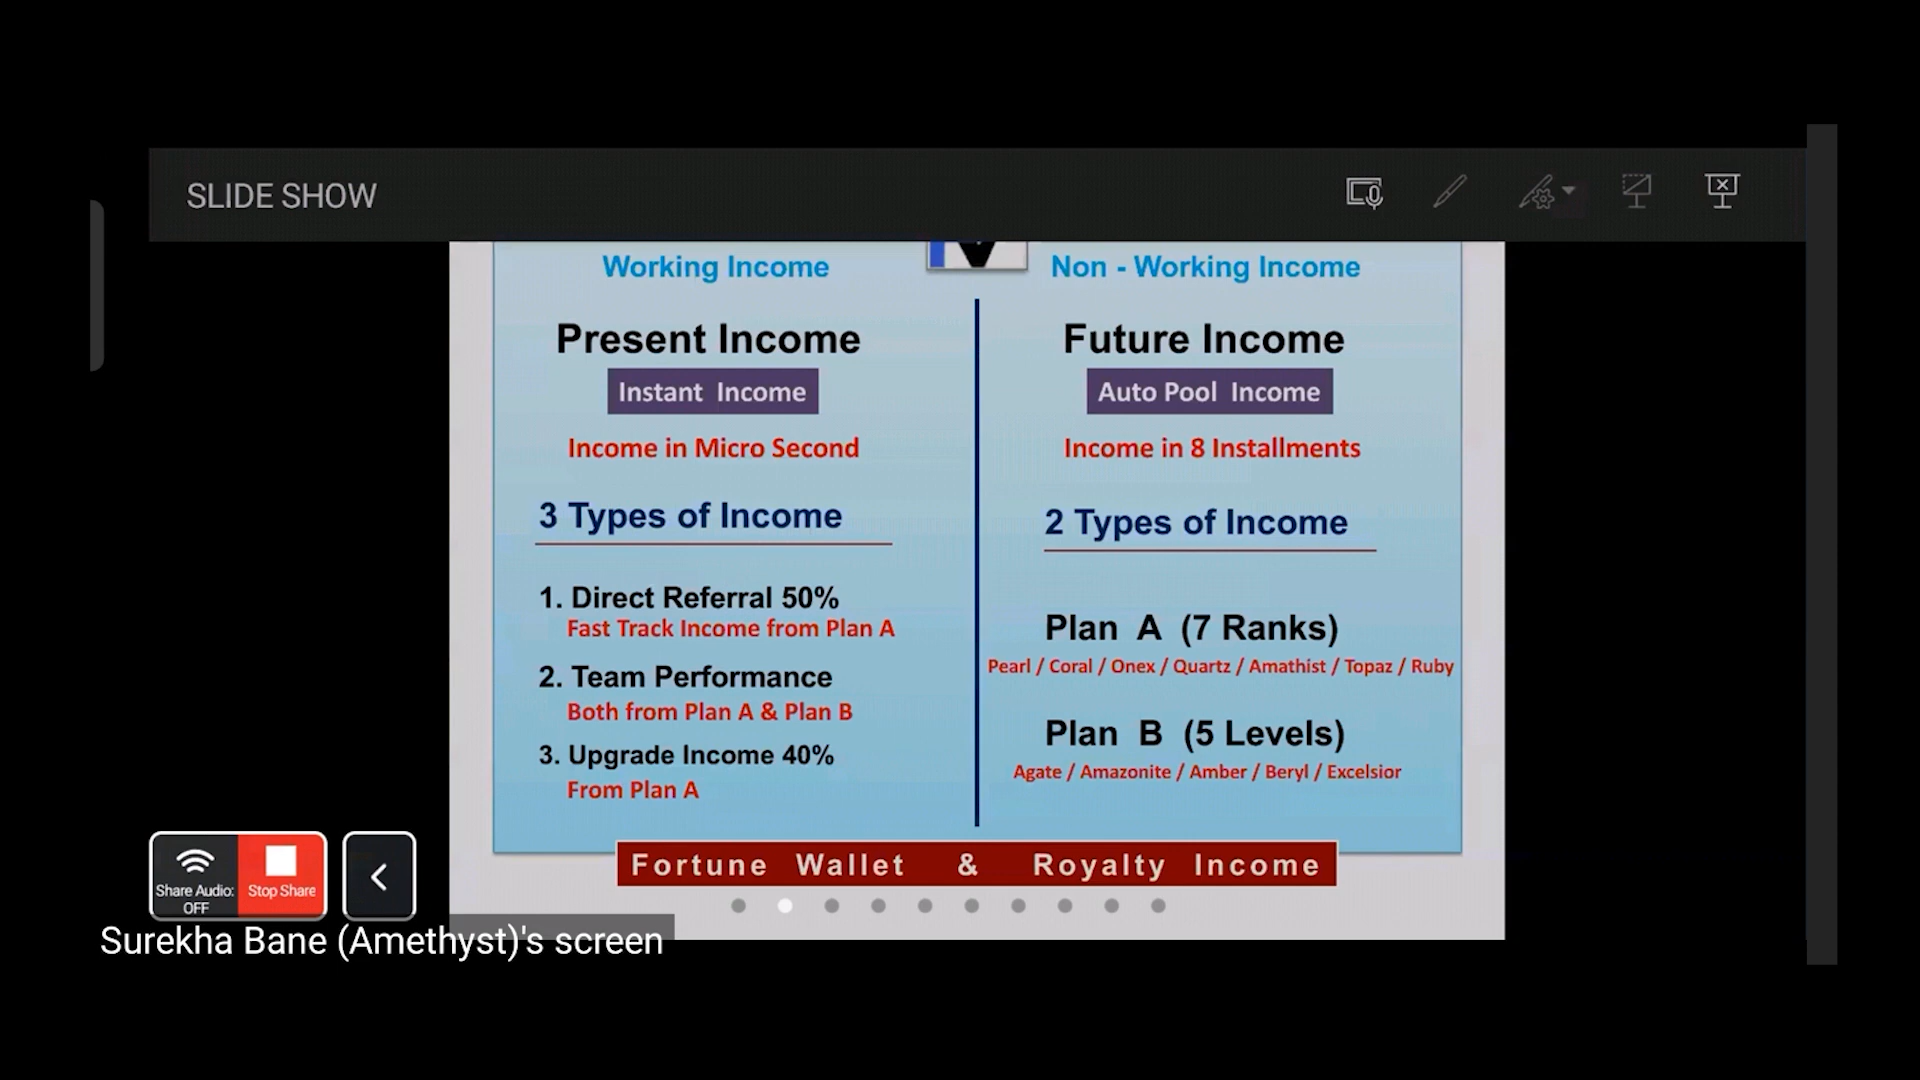 SLIDE SHOW
Working Income
Present Income
Instant Income
Income in Micro Second
3 Types of Income
1. Direct Referral 50%
Fast Track Income from Plan A
2. Team Performance
Both from Plan A & Plan B
3. Upgrade Income 40%
From Plan A
Non - Working Income
Future Income
Auto Pool Income
Income in 8 Installments
2 Types of Income
Plan A (7 Ranks)
Pearl / Coral / Onex / Quartz / Amathist / Topaz / Ruby
Plan B (5 Levels)
Agate / Amazonite / Amber / Beryl / Excelsior
Fortune Wallet & Royalty Income
Share Audio:
OFF
Stop Share
Surekha Bane (Amethyst)'s screen